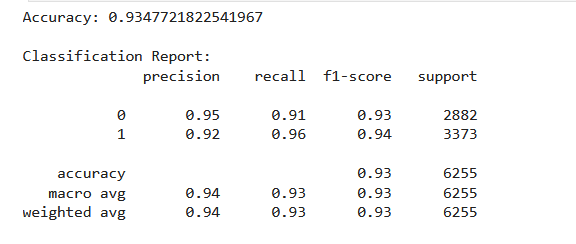 Accuracy: 0.9347721822541967
Classification Report:
precision recall f1-score support
0 0.95 0.91 0.93 2882
1 0.92 0.96 0.94 3373
accuracy 0.93 6255
macro avg 0.94 0.93 0.93 6255
weighted avg 0.94 0.93 0.93 6255